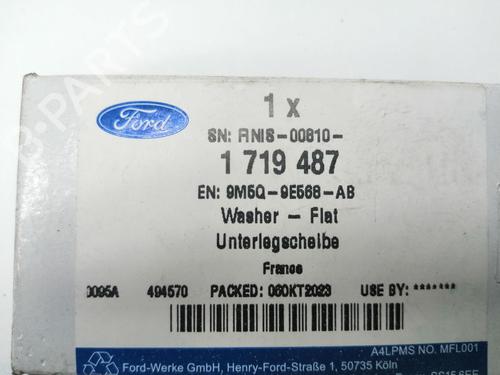 Ford
1 x
SN: FINIS-00810-
1 719 487
EN: 9M5Q-9E568-AB
Washer - Flat
Unterlegscheibe
France
0095A 494570 PACKED: 06OKT2023 USE BY: *******
A4LPMS NO. MFL001
Ford-Werke GmbH, Henry-Ford-Straße 1, 50735 Köln